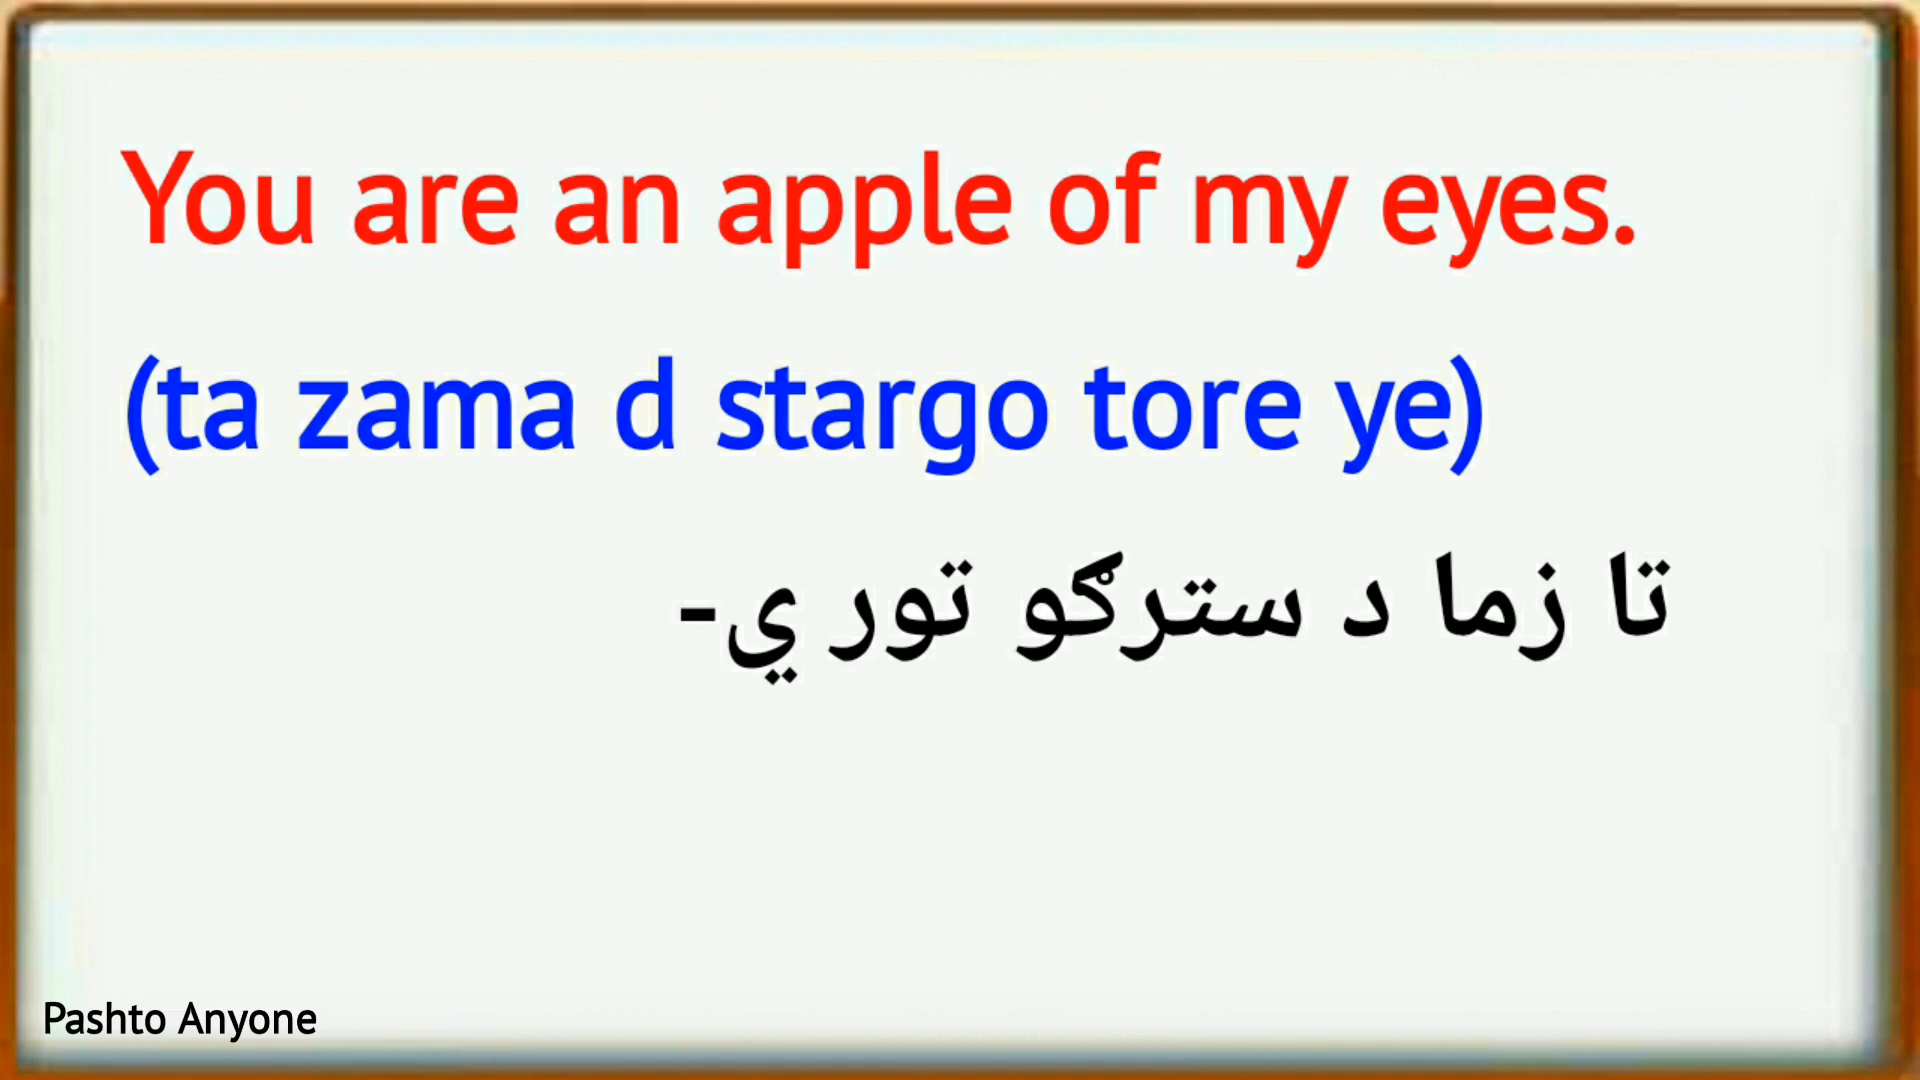 You are an apple of my eyes.
(ta zama d stargo tore ye)
تا زما د سترګو تور ي-
Pashto Anyone